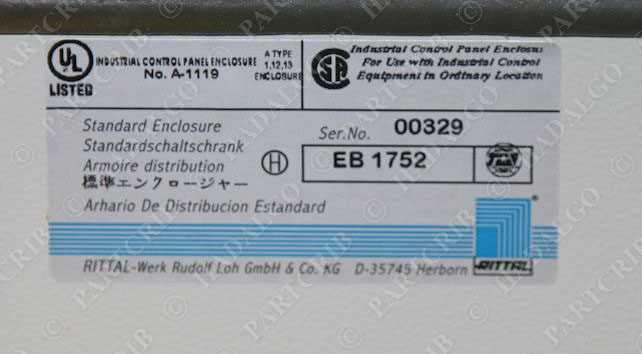 UL
LISTED
INDUSTRIAL CONTROL PANEL ENCLOSURE
No. A-1119
A TYPE
1,12,13
ENCLOSURE
Industrial Control Panel Enclosu
For Use with Industrial Control
Equipment in Ordinary Location
Standard Enclosure
Standardschaltschrank
Armoire distribution
標準エンクロージャー
Arhario De Distribucion Estandard
Ser.No. 00329
H
EB 1752
RITTAL-Werk Rudolf Loh GmbH & Co. KG D-35745 Herborn
RITTAL
®
© PARTCRIB © HADALGO